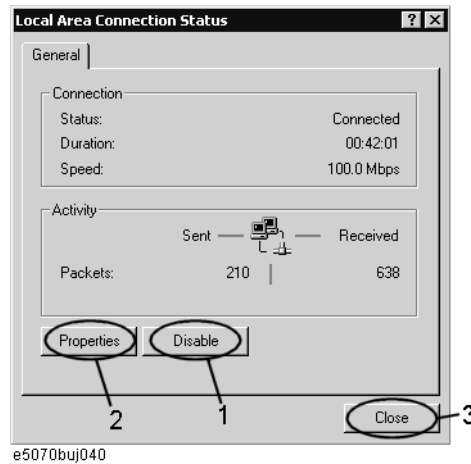 Local Area Connection Status ? X
General
Connection
Status: Connected
Duration: 00:42:01
Speed: 100.0 Mbps
Activity
Sent — — Received
Packets: 210 | 638
Properties Disable
2 1
Close 3
e5070buj040